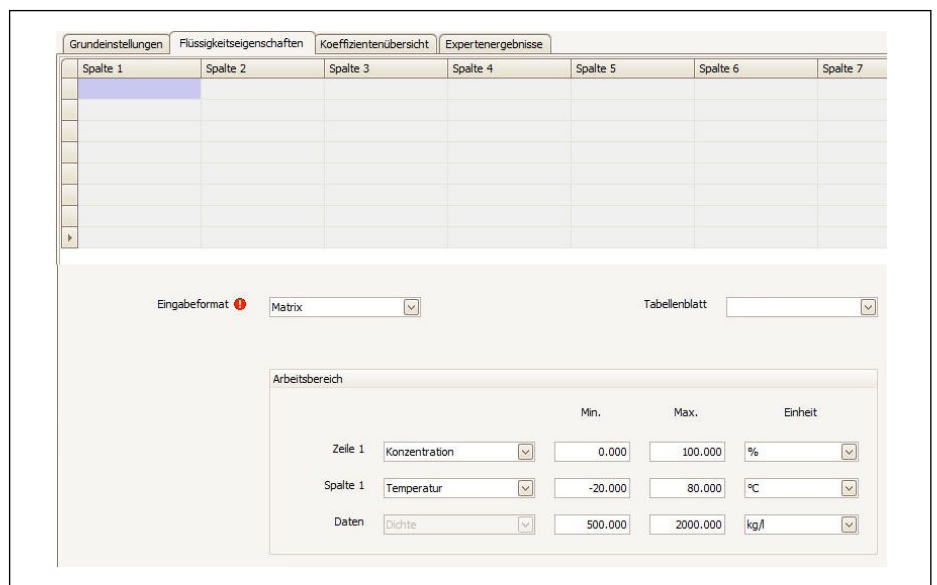 Grundeinstellungen Flüssigkeitseigenschaften Koeffizientenübersicht Expertenergebnisse
Spalte 1 Spalte 2 Spalte 3 Spalte 4 Spalte 5 Spalte 6 Spalte 7
Eingabeformat Matrix Tabellenblatt
Arbeitsbereich
Min. Max. Einheit
Zeile 1 Konzentration 0.000 100.000 %
Spalte 1 Temperatur -20.000 80.000 °C
Daten Dichte 500.000 2000.000 kg/l